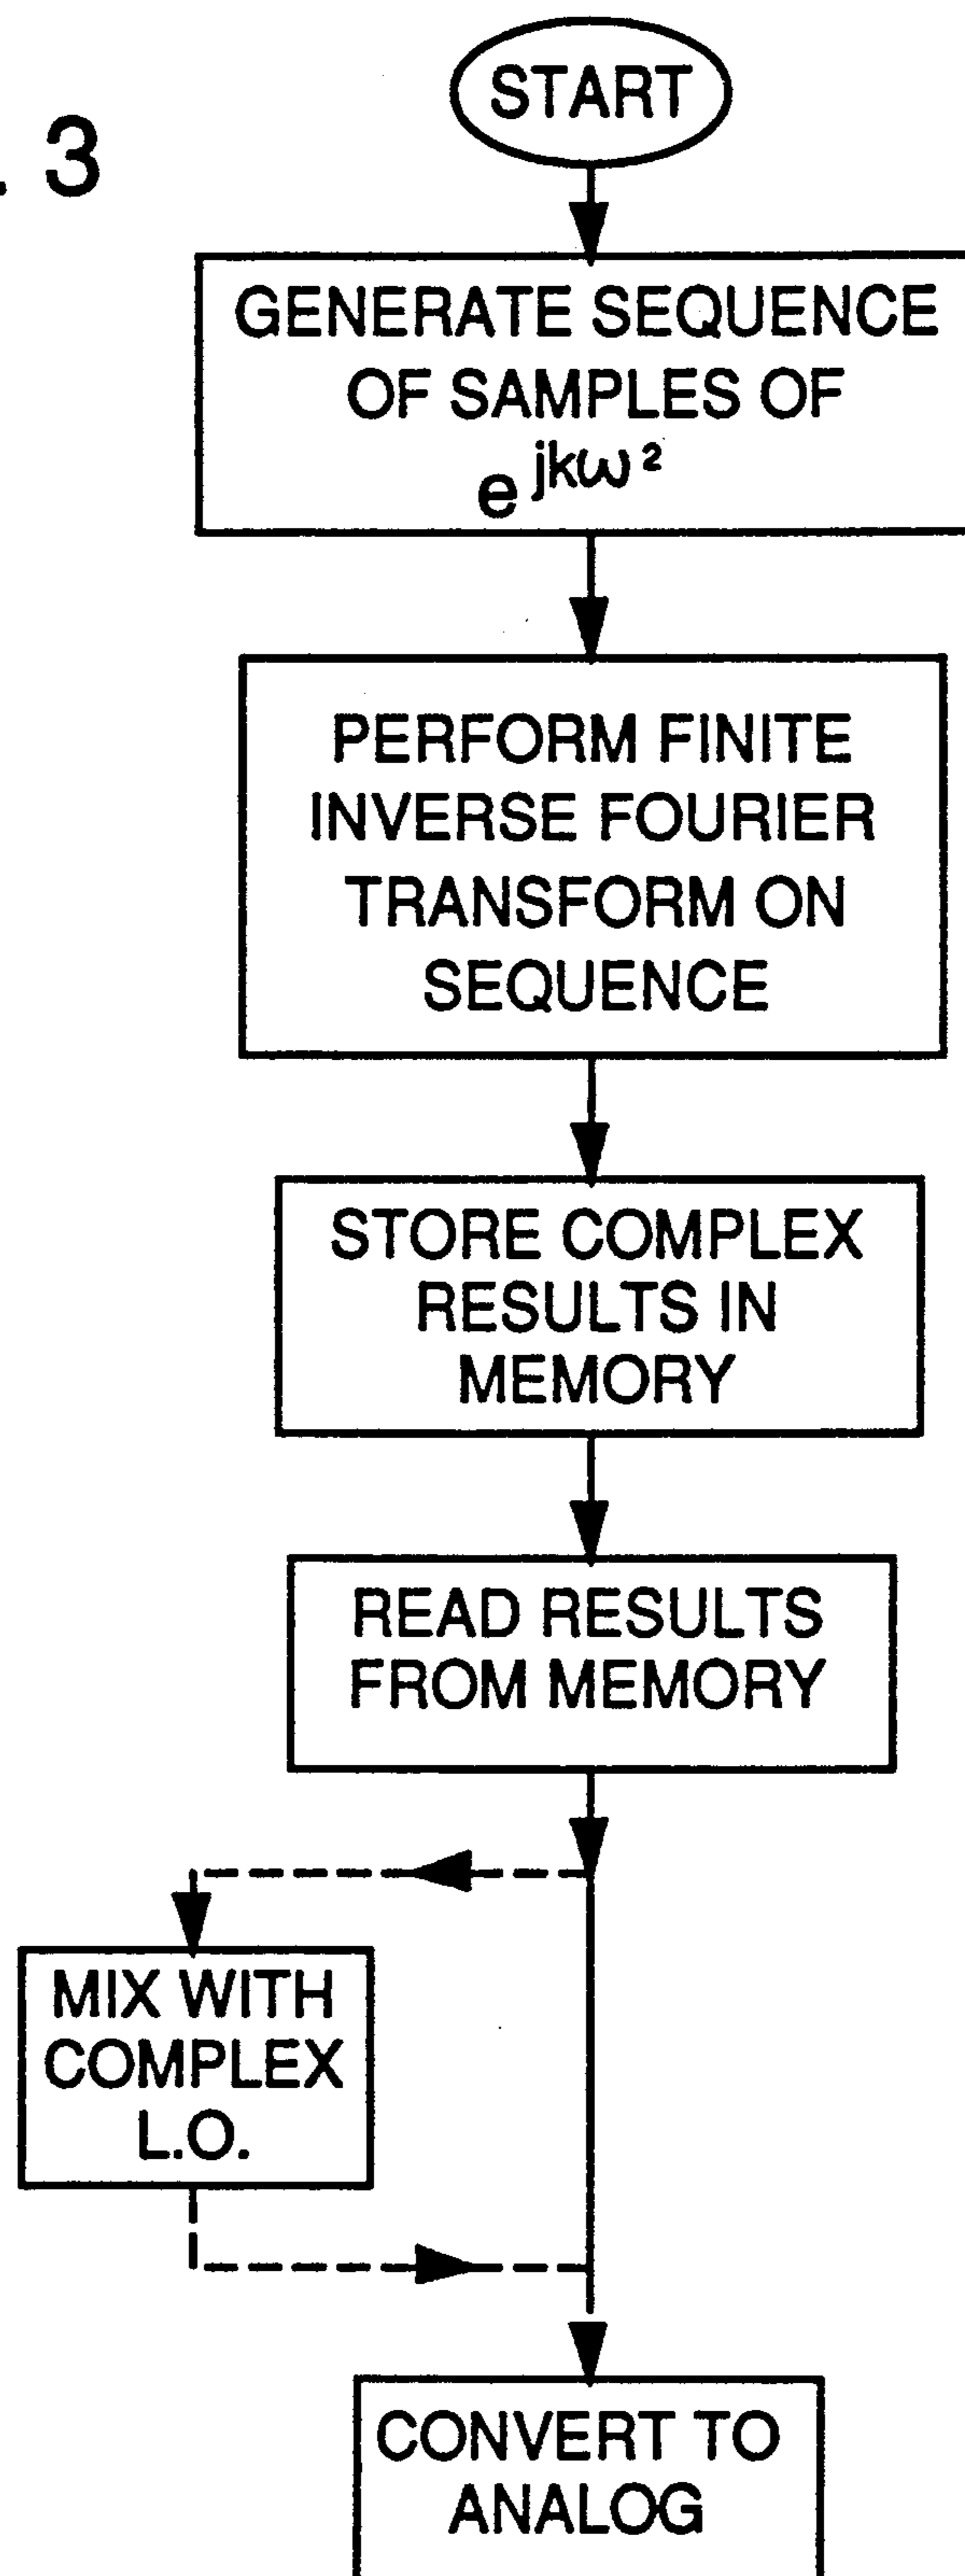 . 3
START
GENERATE SEQUENCE
OF SAMPLES OF
e^{jkω²}
PERFORM FINITE
INVERSE FOURIER
TRANSFORM ON
SEQUENCE
STORE COMPLEX
RESULTS IN
MEMORY
READ RESULTS
FROM MEMORY
MIX WITH
COMPLEX
L.O.
CONVERT TO
ANALOG